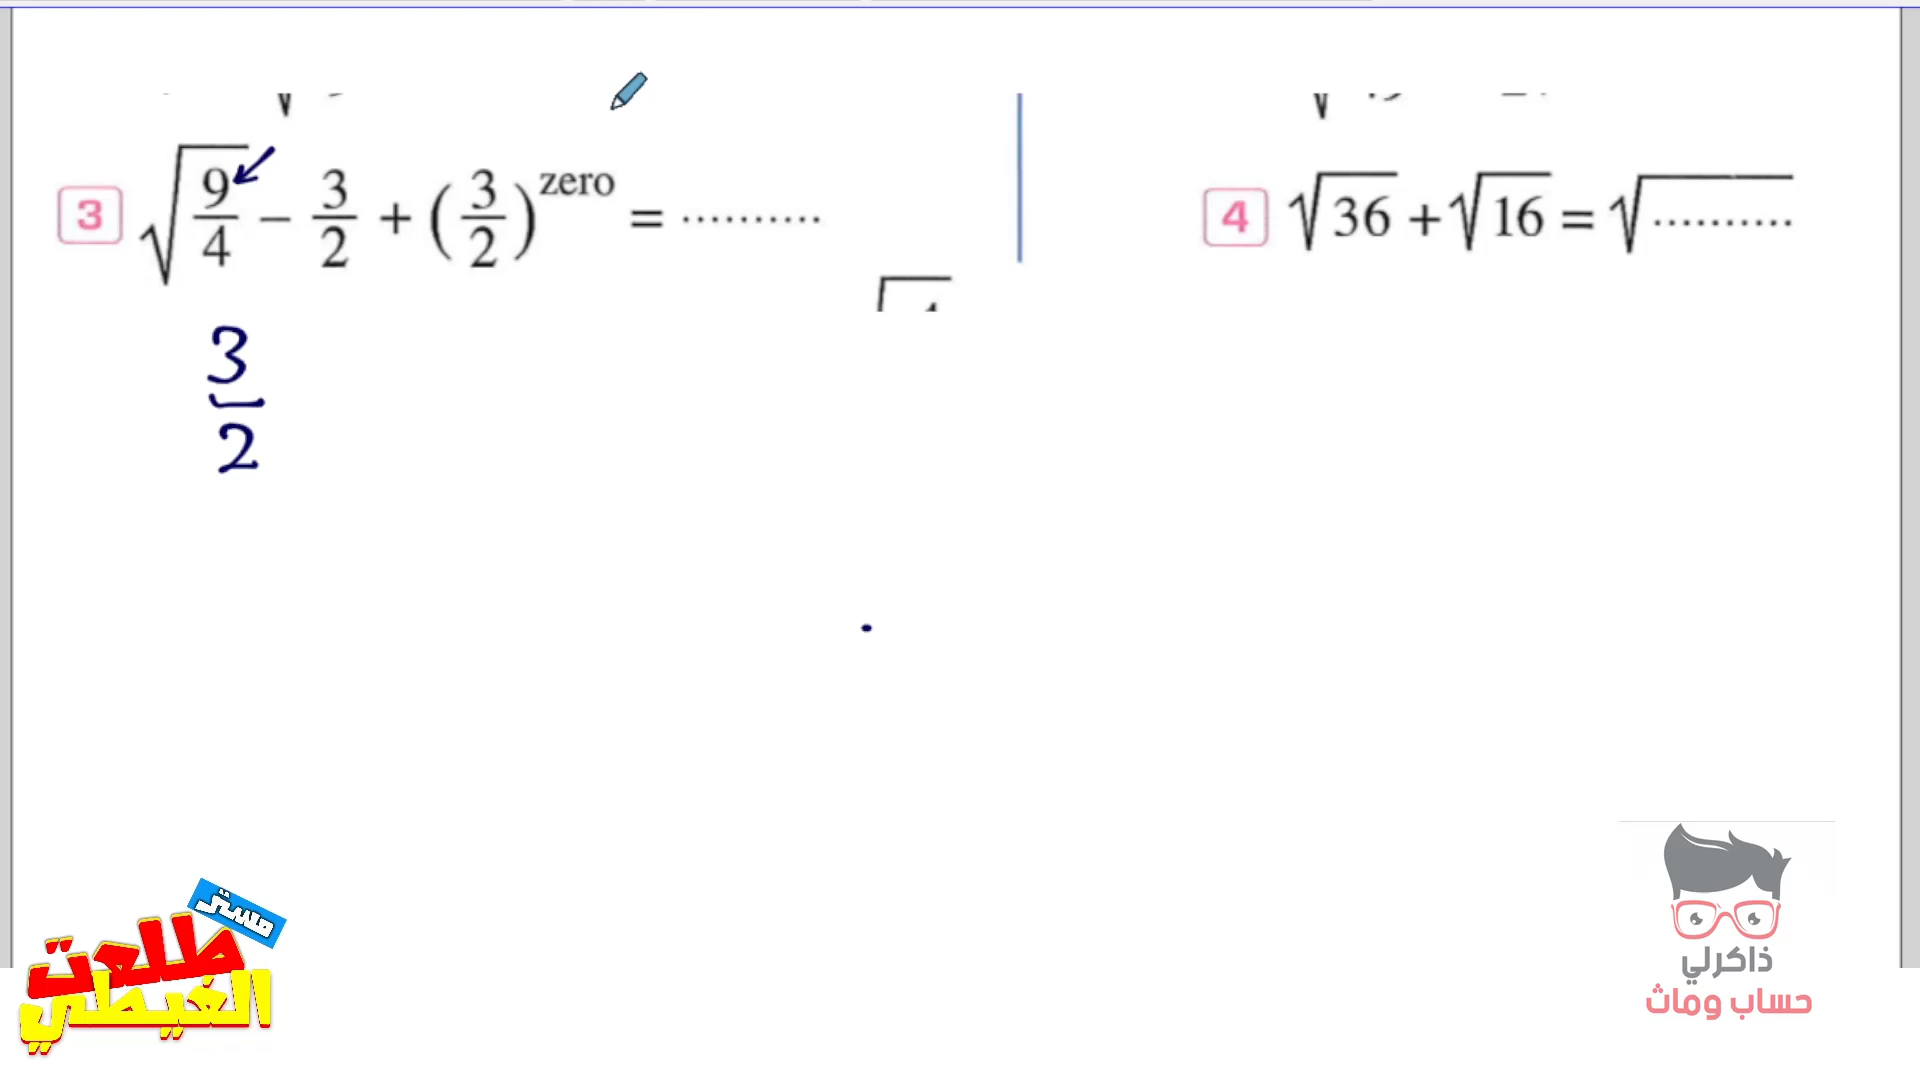 3 √(9/4) − 3/2 + (3/2)^zero = ..........
4 √36 + √16 = √..........
3
2
مستر
طلعت
الغيطي
ذاكرلي
حساب وماث